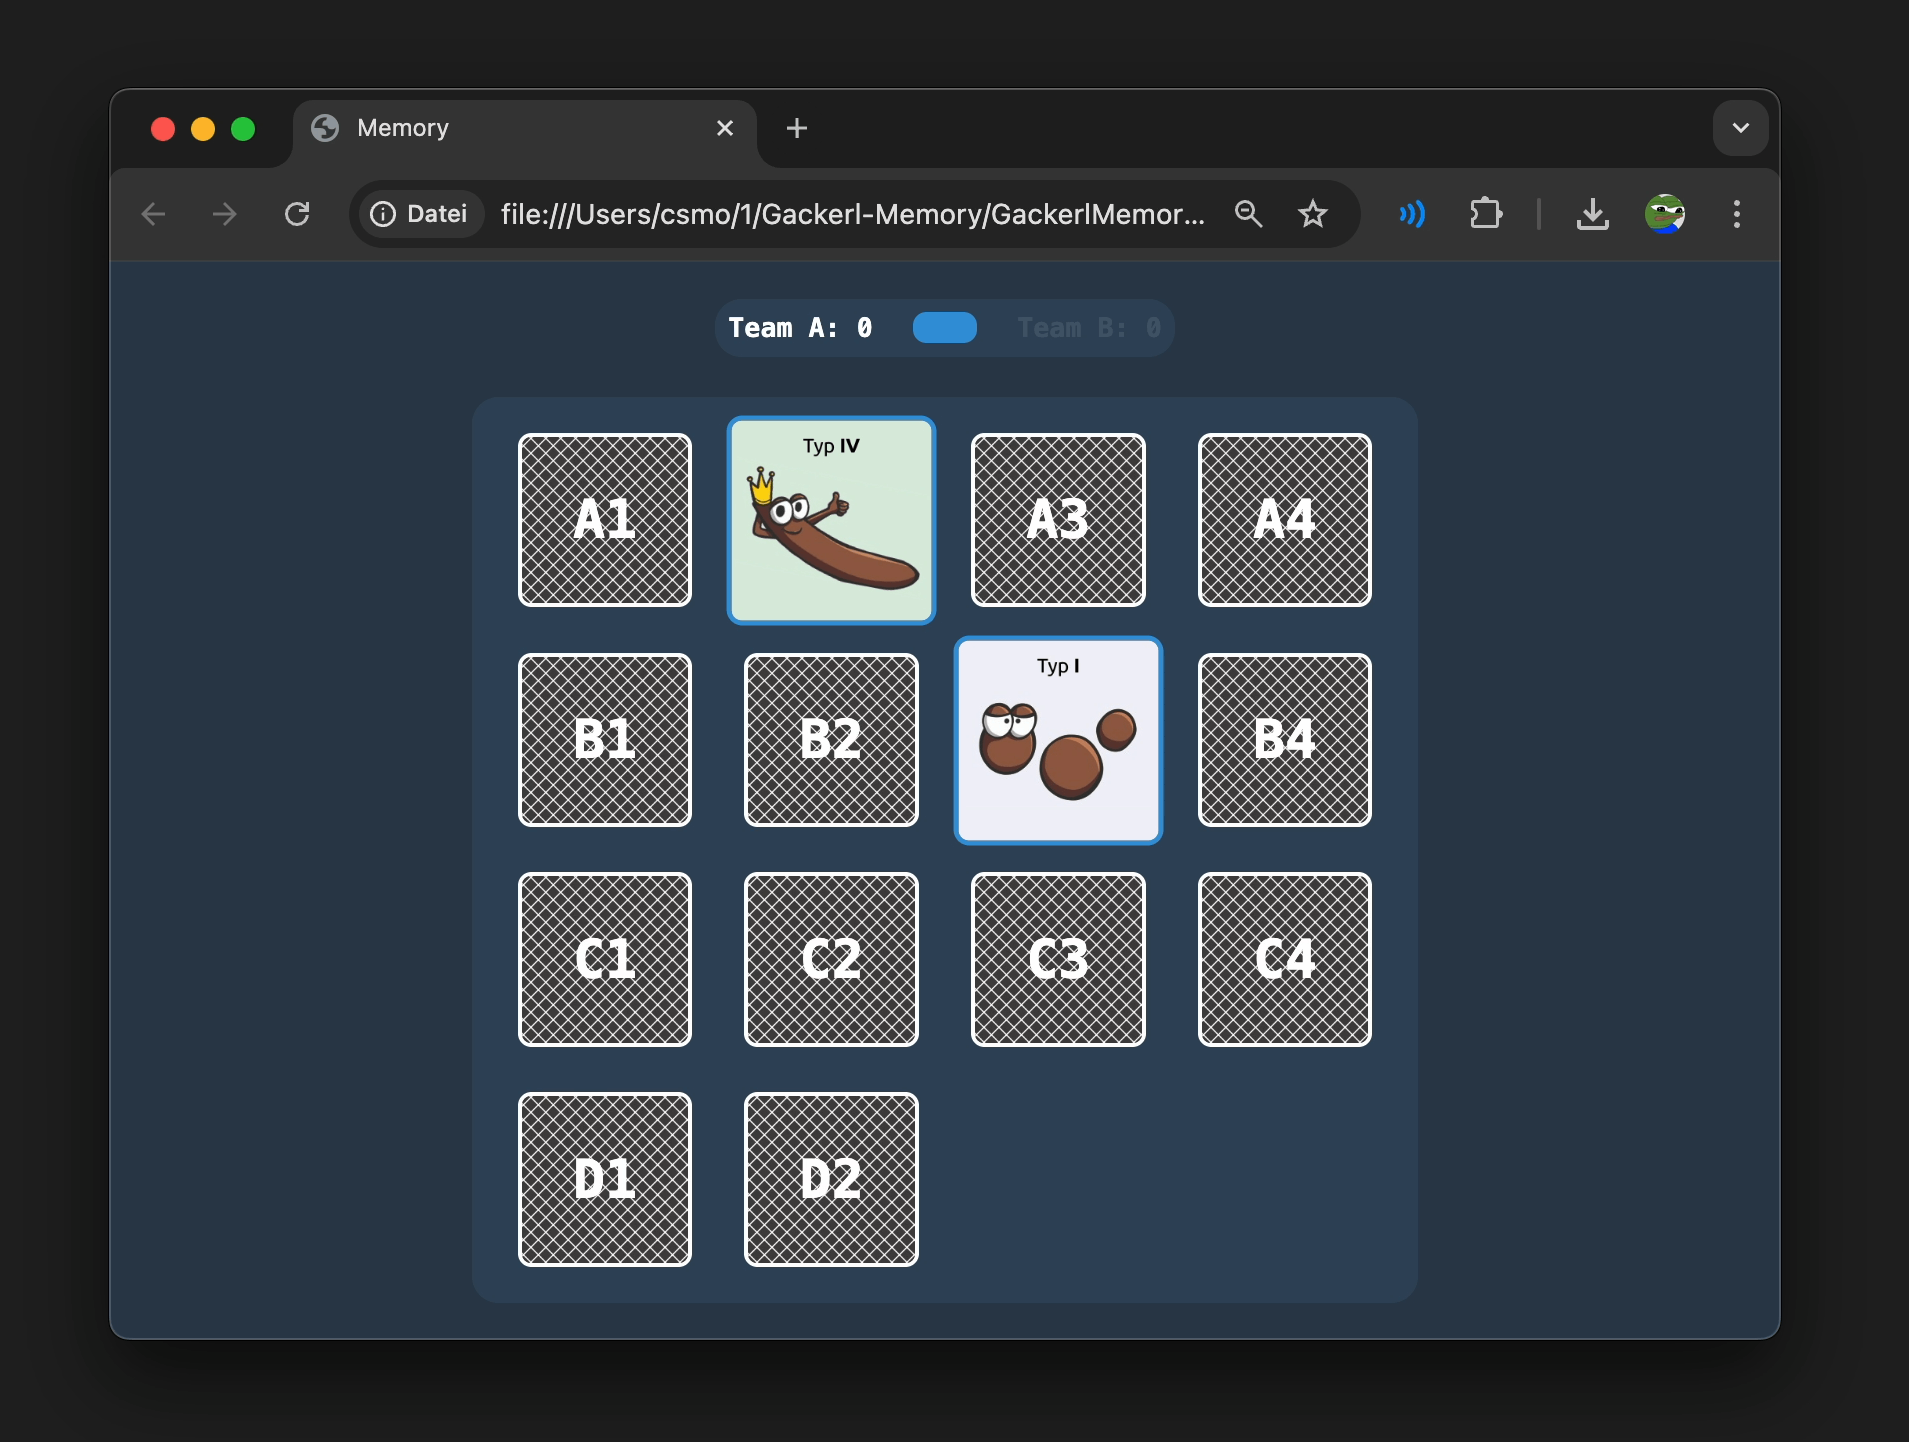 Memory
Datei
file:///Users/csmo/1/Gackerl-Memory/GackerlMemor...
Team A: 0
Team B: 0
A1
Typ IV
A3
A4
B1
B2
Typ I
B4
C1
C2
C3
C4
D1
D2